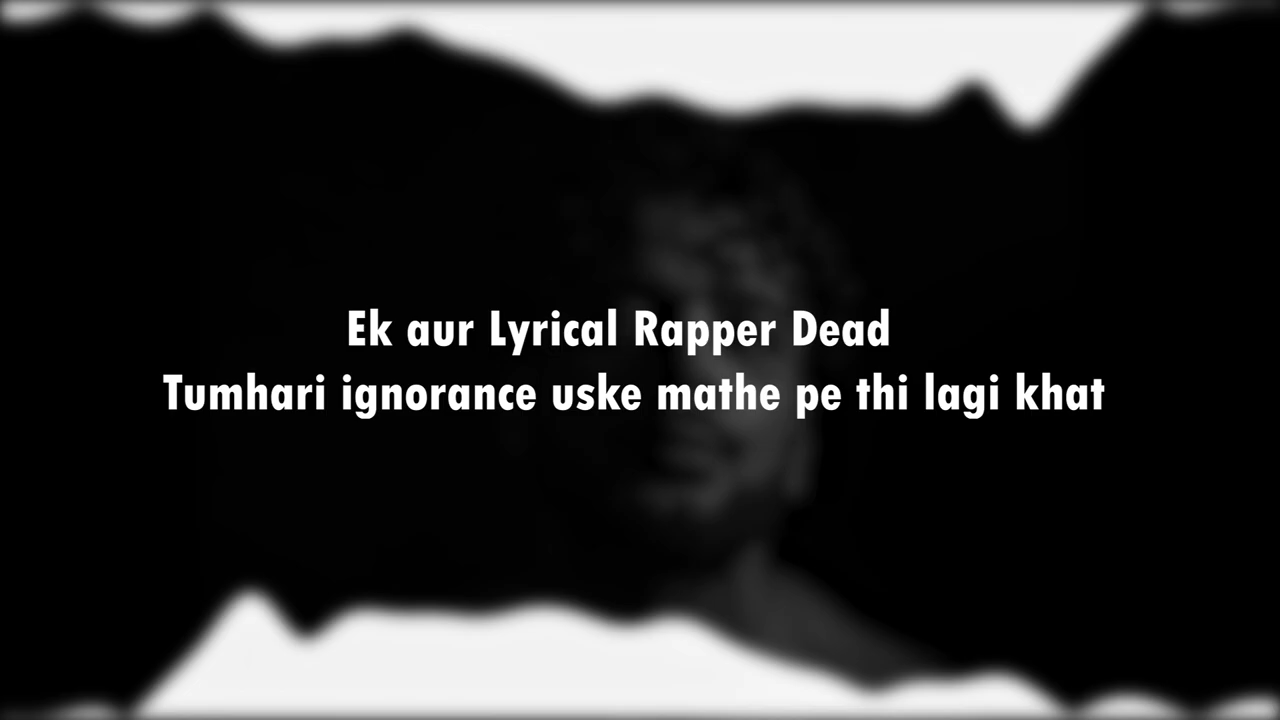 Ek aur Lyrical Rapper Dead
Tumhari ignorance uske mathe pe thi lagi khat